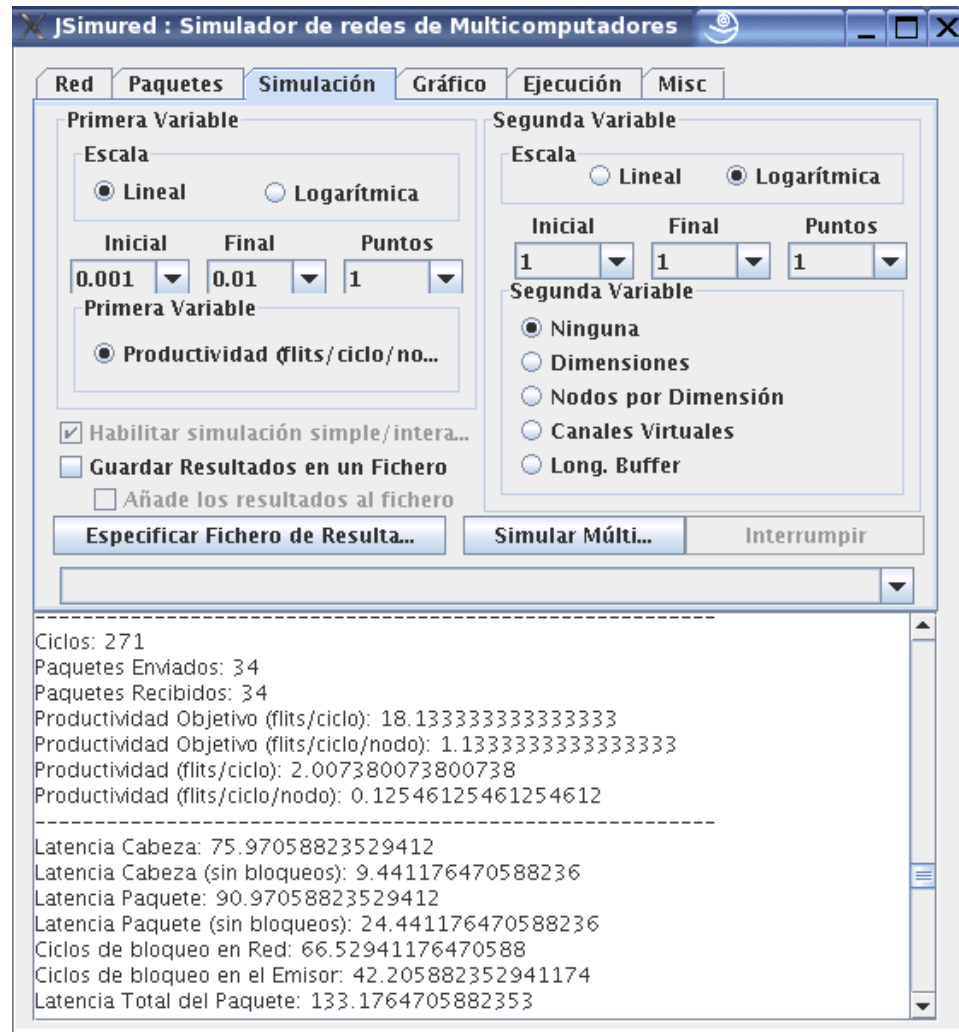 JSimured : Simulador de redes de Multicomputadores
Red Paquetes Simulación Gráfico Ejecución Misc
Primera Variable
Escala
Lineal Logarítmica
Inicial Final Puntos
0.001 0.01 1
Primera Variable
Productividad (flits/ciclo/no...
Habilitar simulación simple/intera...
Guardar Resultados en un Fichero
Añade los resultados al fichero
Segunda Variable
Escala
Lineal Logarítmica
Inicial Final Puntos
1 1 1
Segunda Variable
Ninguna
Dimensiones
Nodos por Dimensión
Canales Virtuales
Long. Buffer
Especificar Fichero de Resulta... Simular Múlti... Interrumpir
Ciclos: 271
Paquetes Enviados: 34
Paquetes Recibidos: 34
Productividad Objetivo (flits/ciclo): 18.133333333333333
Productividad Objetivo (flits/ciclo/nodo): 1.1333333333333333
Productividad (flits/ciclo): 2.007380073800738
Productividad (flits/ciclo/nodo): 0.12546125461254612
Latencia Cabeza: 75.97058823529412
Latencia Cabeza (sin bloqueos): 9.441176470588236
Latencia Paquete: 90.97058823529412
Latencia Paquete (sin bloqueos): 24.441176470588236
Ciclos de bloqueo en Red: 66.52941176470588
Ciclos de bloqueo en el Emisor: 42.205882352941174
Latencia Total del Paquete: 133.1764705882353